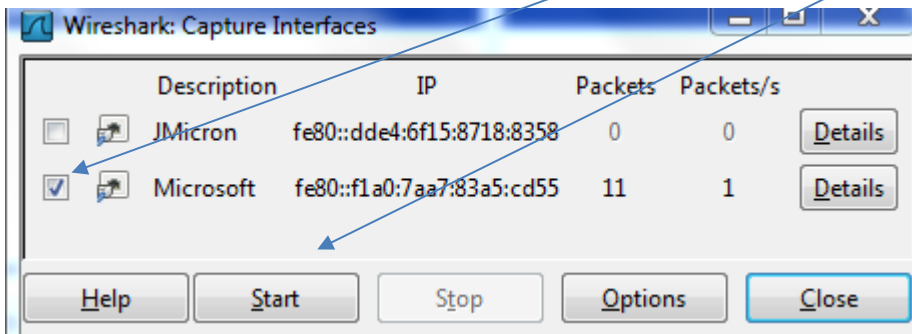 Wireshark: Capture Interfaces
Description IP Packets Packets/s
JMicron fe80::dde4:6f15:8718:8358 0 0 Details
Microsoft fe80::f1a0:7aa7:83a5:cd55 11 1 Details
Help Start Stop Options Close